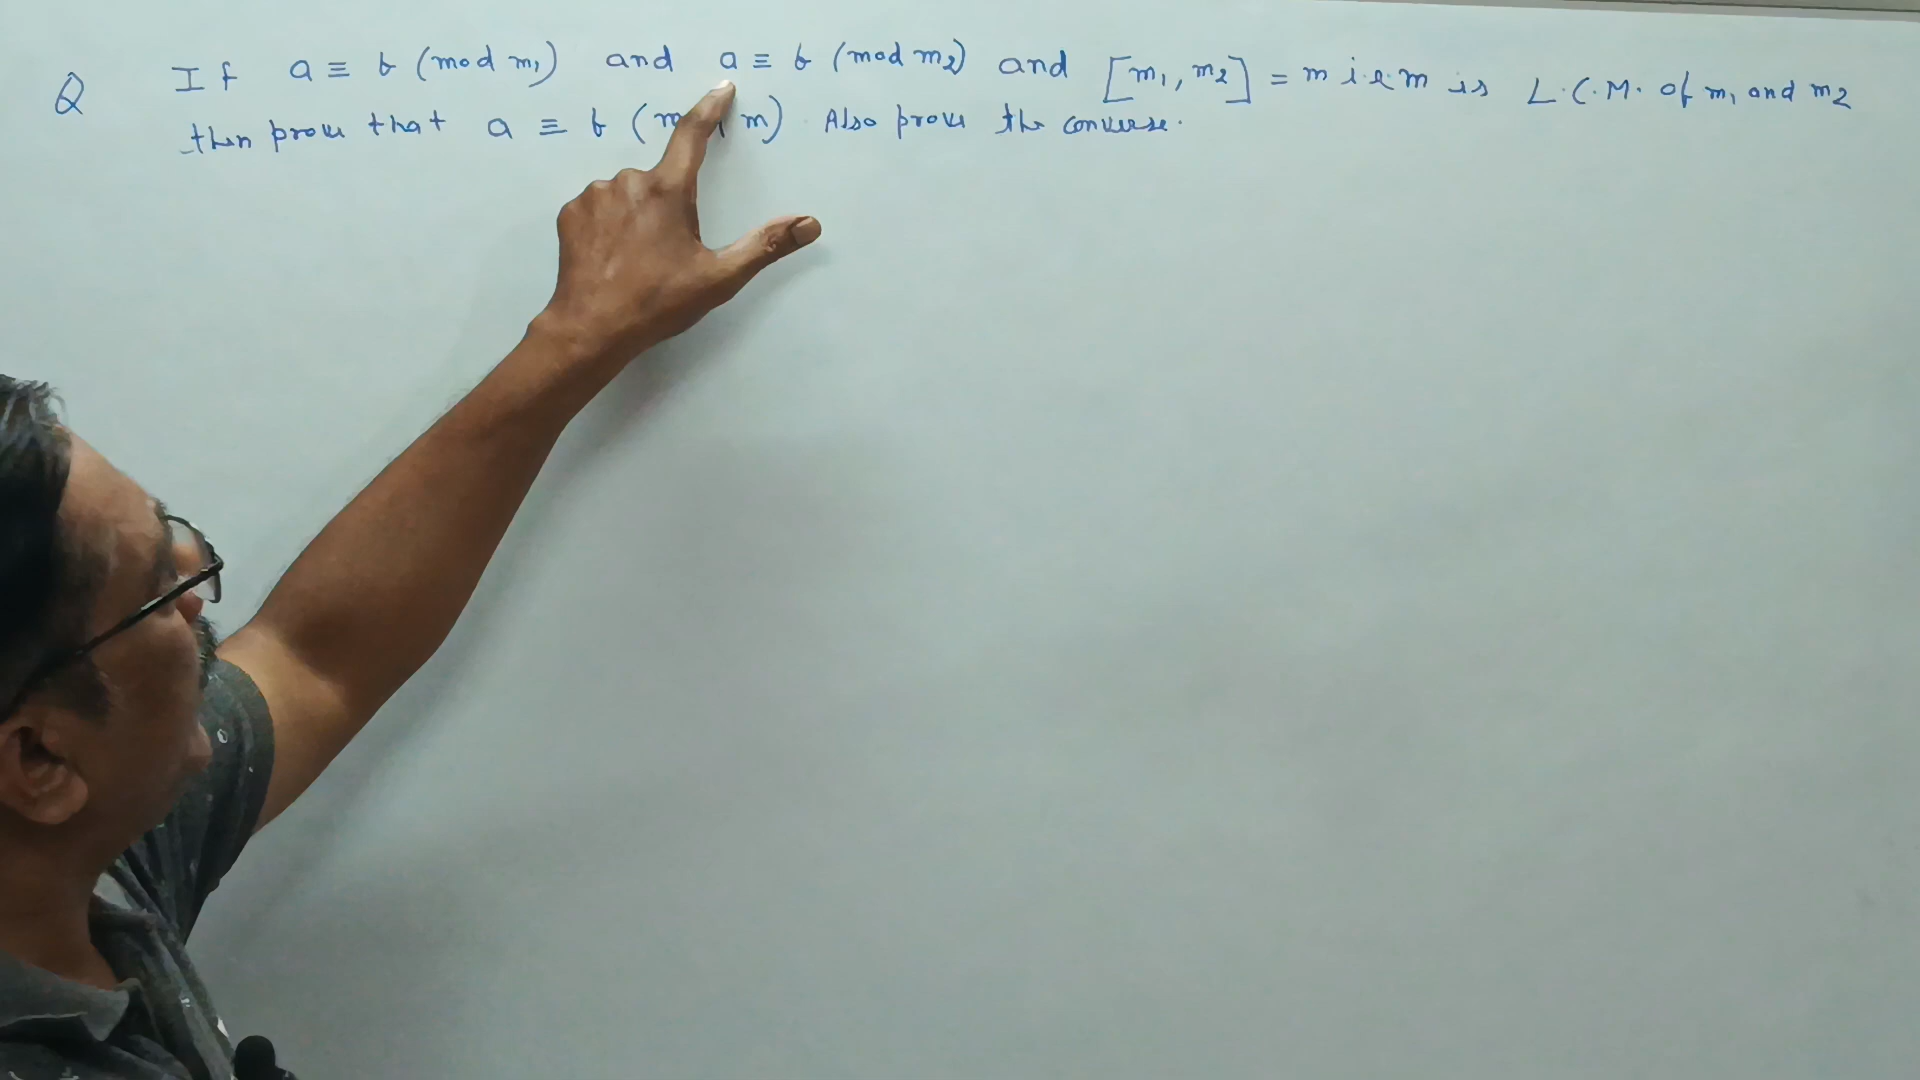 Q If a ≡ b (mod m₁) and a ≡ b (mod m₂) and [m₁, m₂] = m i.e. m is L.C.M. of m₁ and m₂
then prove that a ≡ b (m m) Also prove the converse.